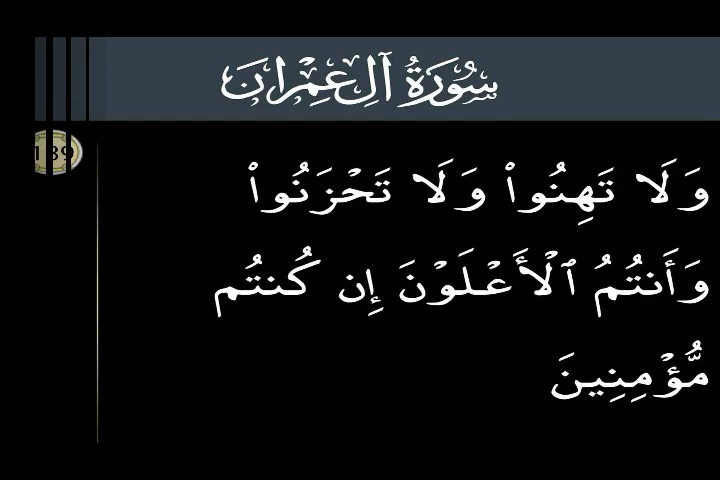 سُورَةُ آلِ عِمْرَانَ
139
وَلَا تَهِنُوا۟ وَلَا تَحْزَنُوا۟
وَأَنتُمُ ٱلْأَعْلَوْنَ إِن كُنتُم
مُّؤْمِنِينَ